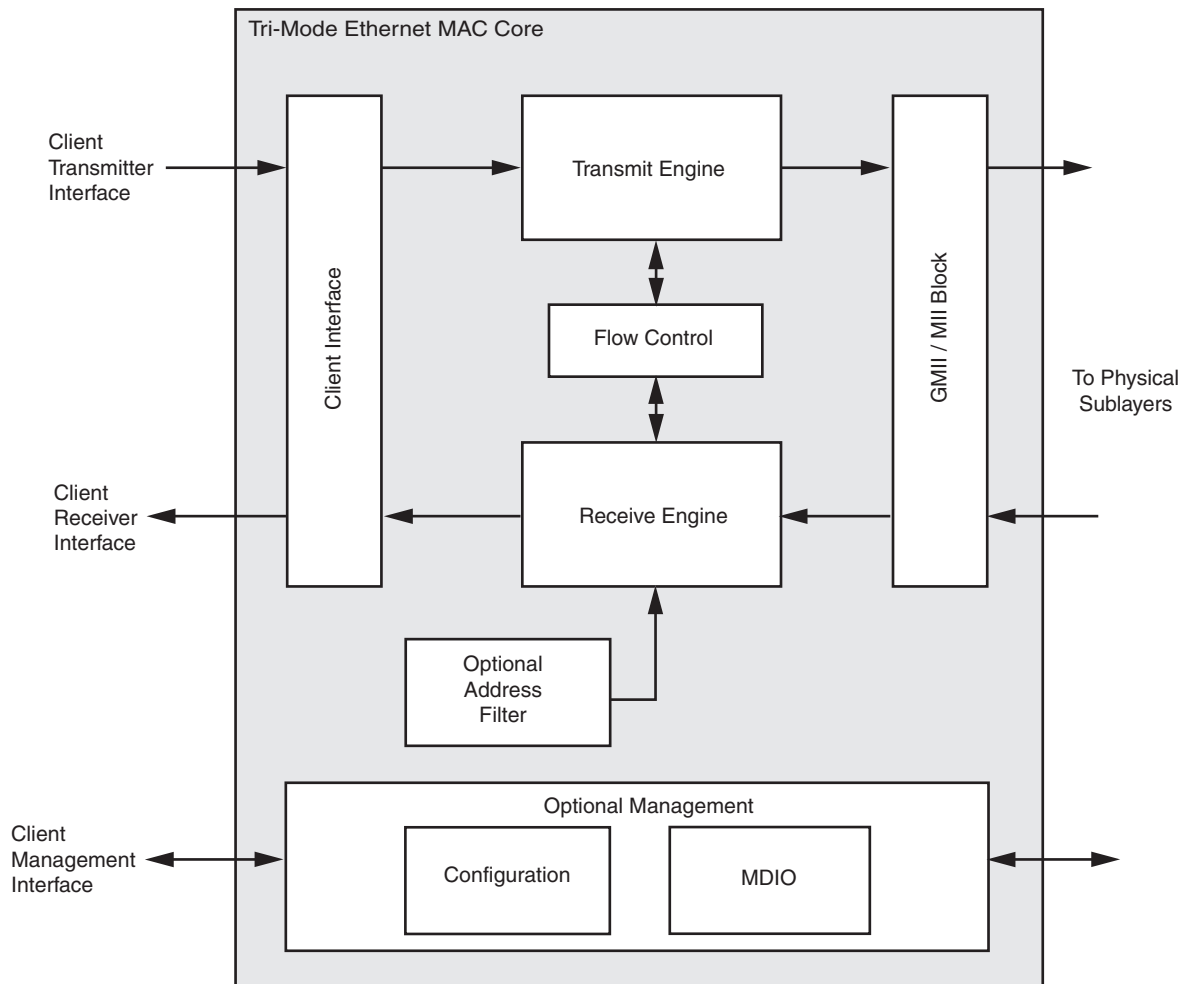 Tri-Mode Ethernet MAC Core
Client
Transmitter
Interface
Client Interface
Transmit Engine
Flow Control
GMII / MII Block
To Physical
Sublayers
Client
Receiver
Interface
Receive Engine
Optional
Address
Filter
Optional Management
Client
Management
Interface
Configuration
MDIO